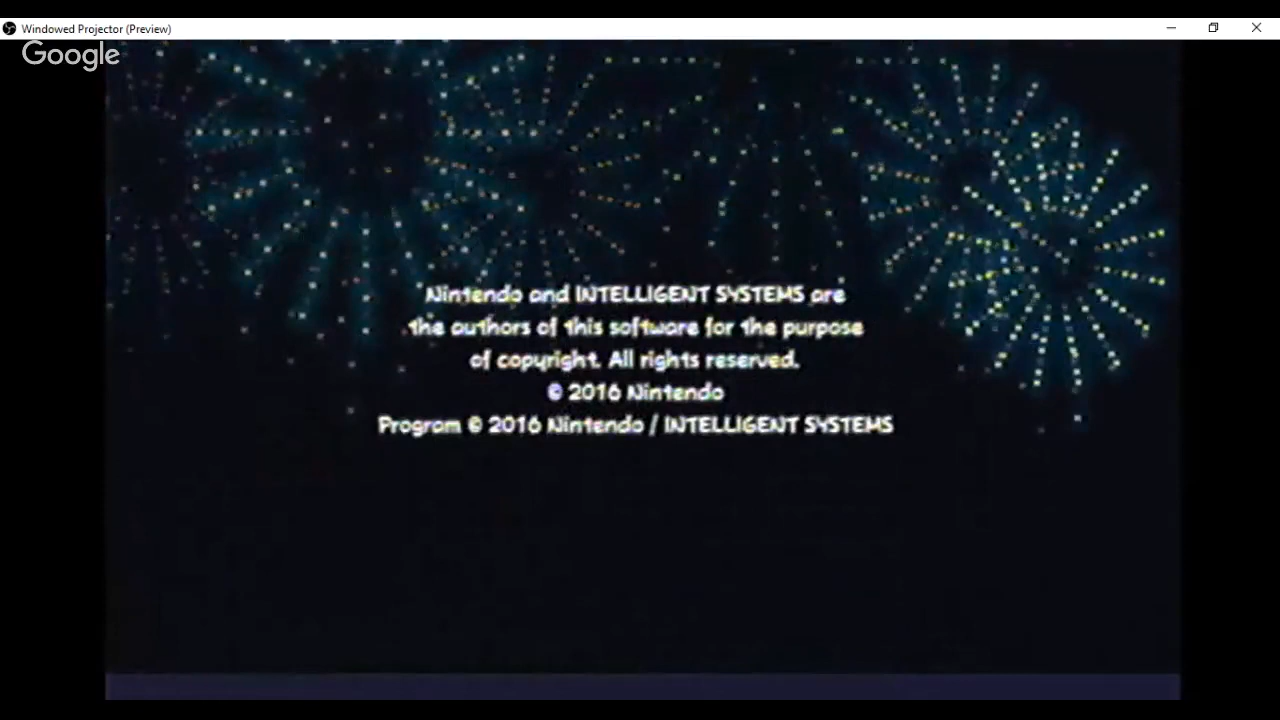 Windowed Projector (Preview)
Google
Nintendo and INTELLIGENT SYSTEMS are
the authors of this software for the purpose
of copyright. All rights reserved.
© 2016 Nintendo
Program © 2016 Nintendo / INTELLIGENT SYSTEMS